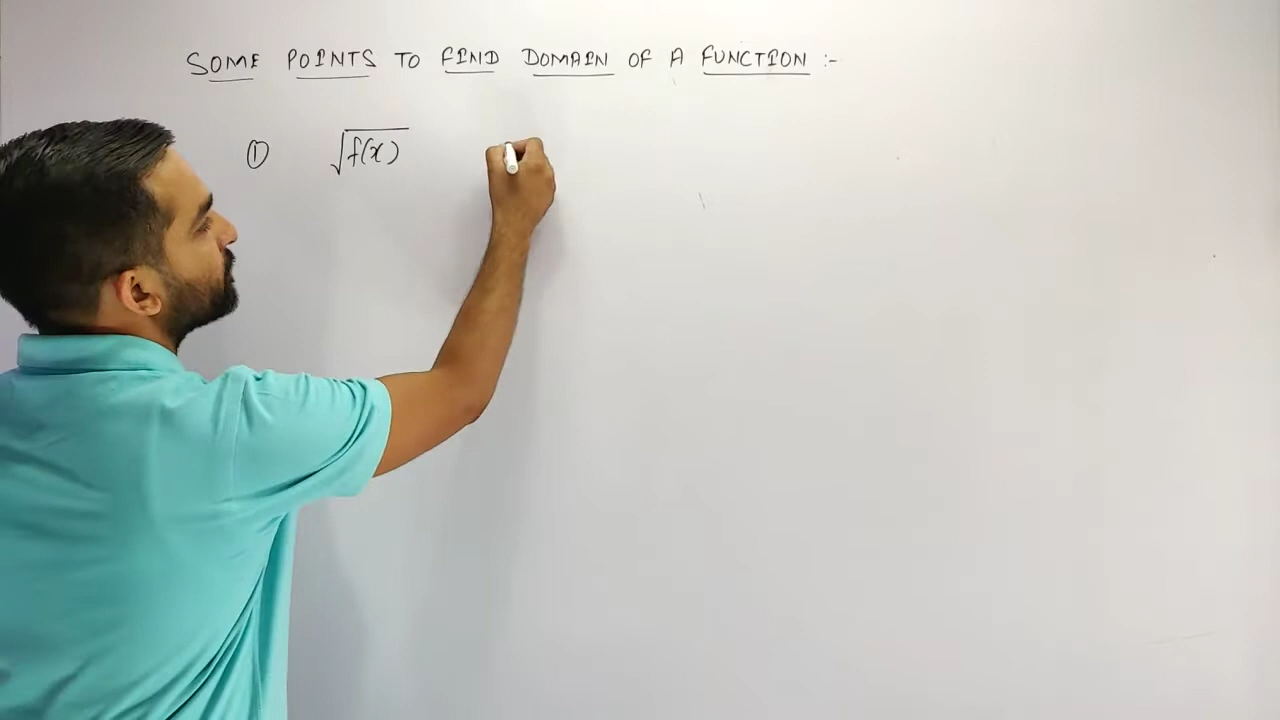 SOME POINTS TO FIND DOMAIN OF A FUNCTION :-
① √f(x)